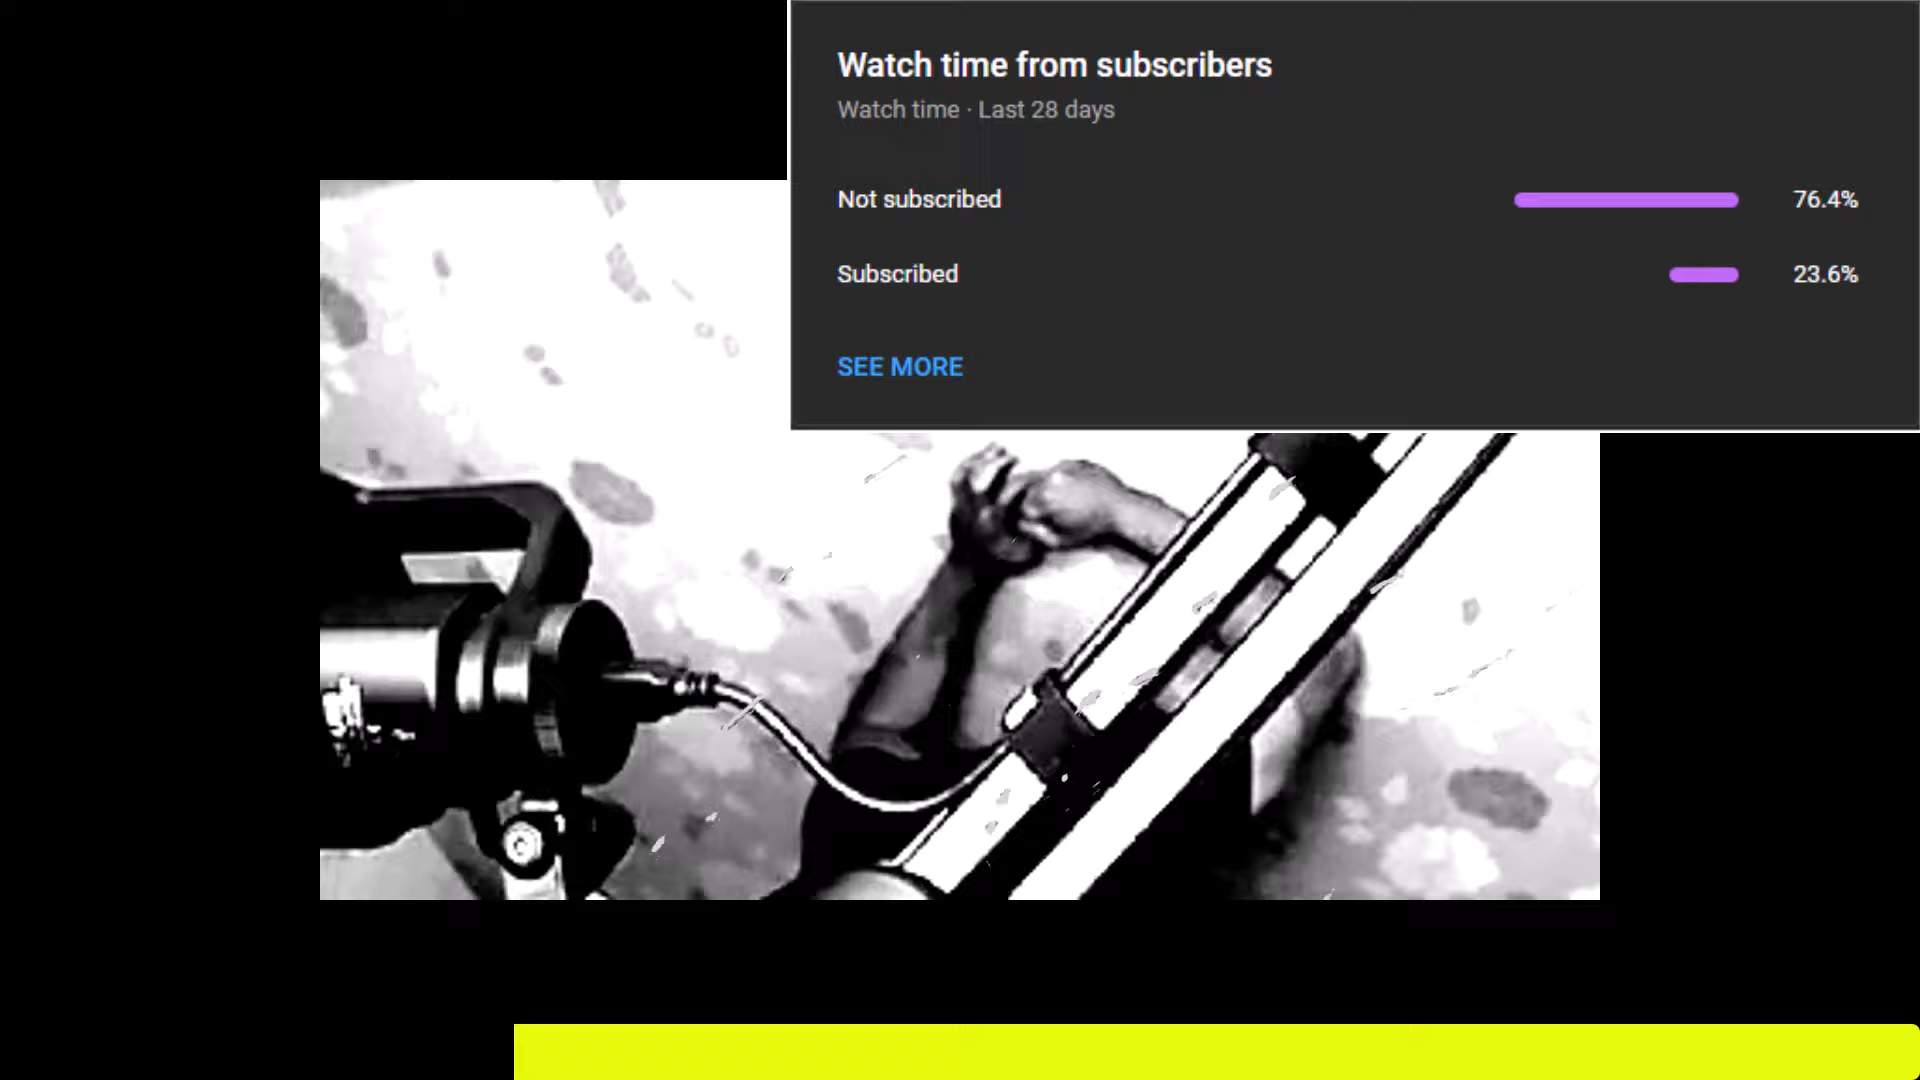 Watch time from subscribers
Watch time · Last 28 days
Not subscribed 76.4%
Subscribed 23.6%
SEE MORE